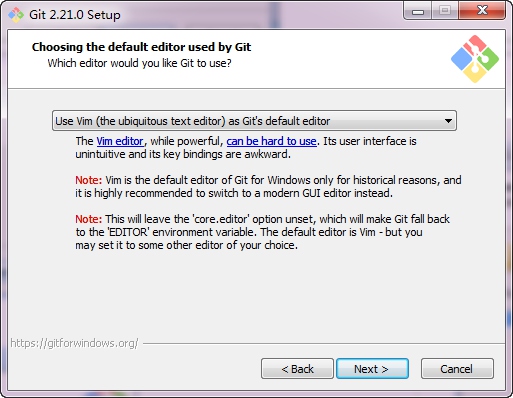 Git 2.21.0 Setup
Choosing the default editor used by Git
Which editor would you like Git to use?
Use Vim (the ubiquitous text editor) as Git's default editor
The Vim editor, while powerful, can be hard to use. Its user interface is
unintuitive and its key bindings are awkward.
Note: Vim is the default editor of Git for Windows only for historical reasons, and
it is highly recommended to switch to a modern GUI editor instead.
Note: This will leave the 'core.editor' option unset, which will make Git fall back
to the 'EDITOR' environment variable. The default editor is Vim - but you
may set it to some other editor of your choice.
https://gitforwindows.org/
< Back
Next >
Cancel